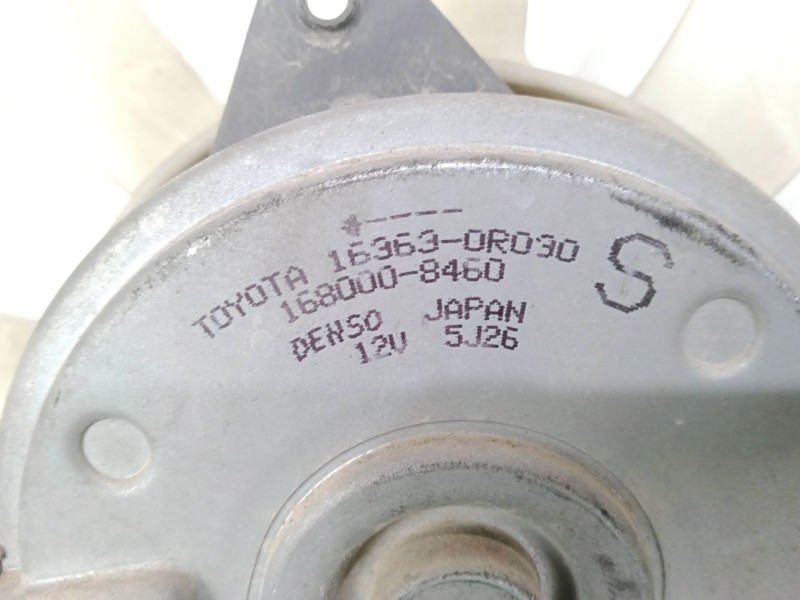 *----
TOYOTA 16363-0R030
168000-8460
DENSO JAPAN
12V 5J26
S